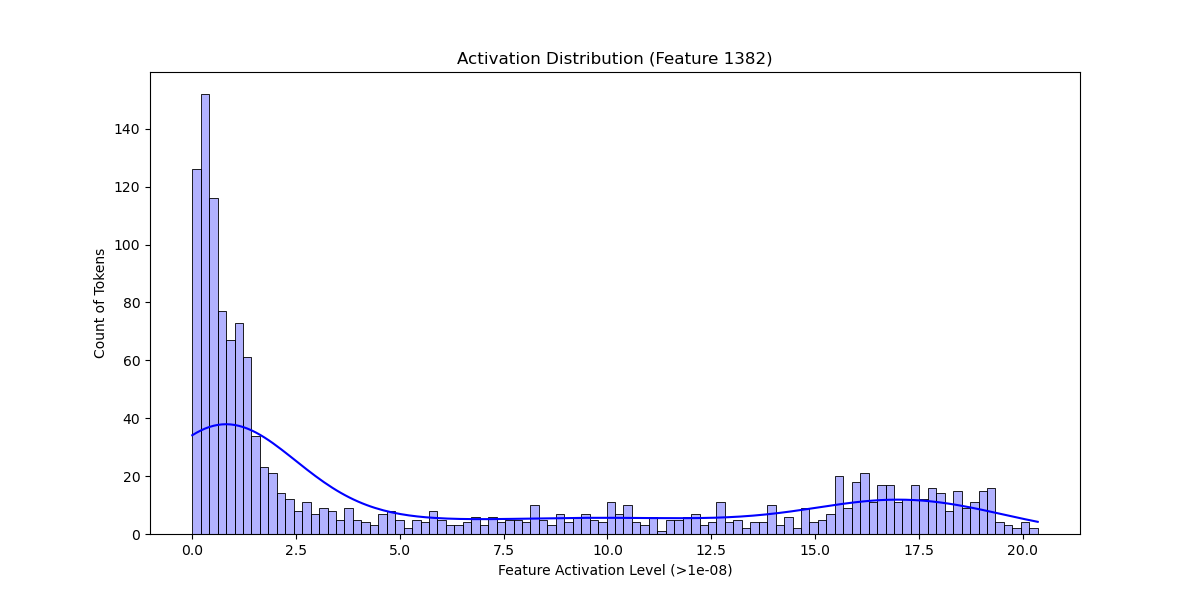 Activation Distribution (Feature 1382)
Count of Tokens
140
120
100
80
60
40
20
0
0.0 2.5 5.0 7.5 10.0 12.5 15.0 17.5 20.0
Feature Activation Level (>1e-08)